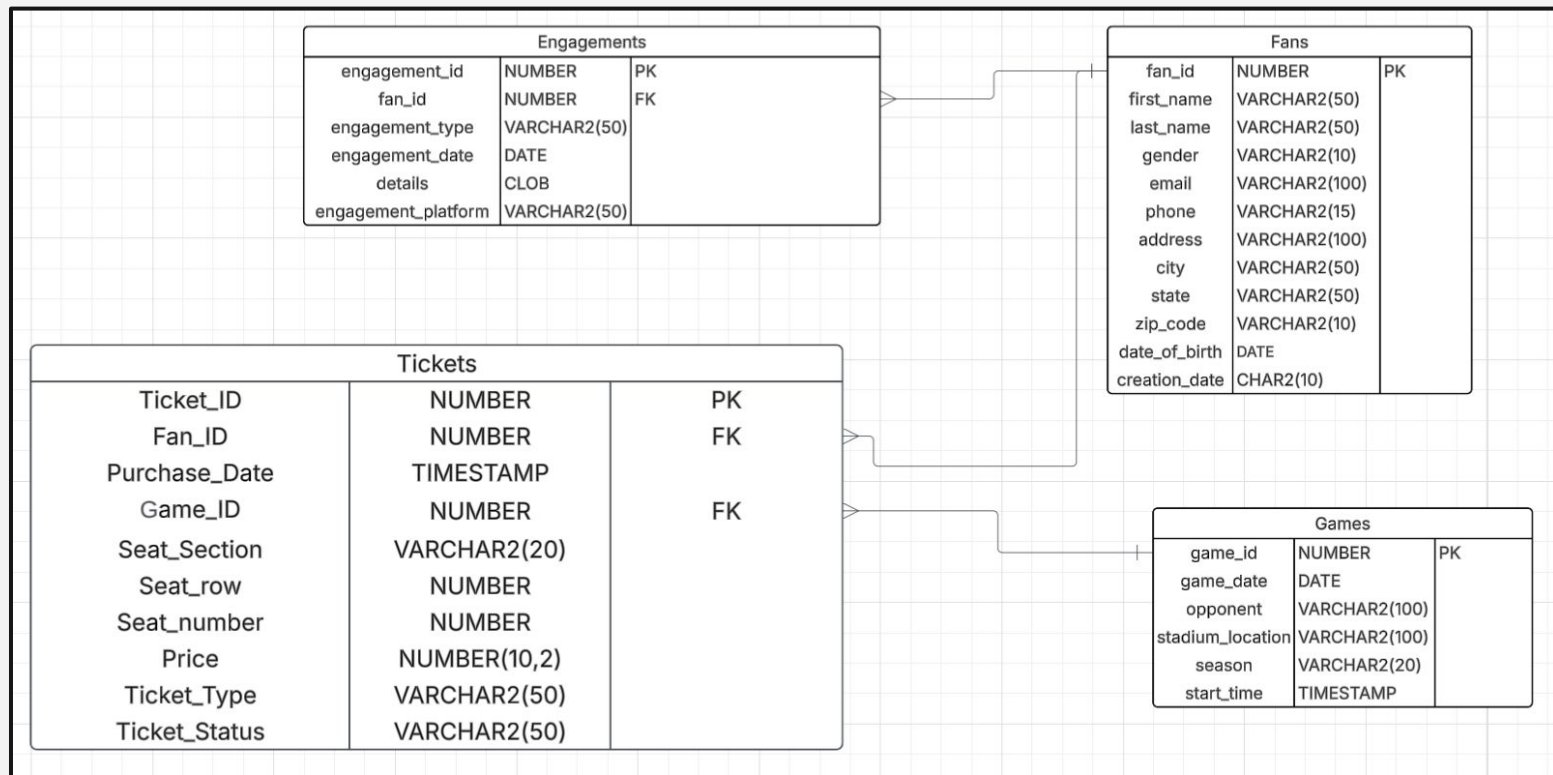 Engagements
engagement_id NUMBER PK
fan_id NUMBER FK
engagement_type VARCHAR2(50)
engagement_date DATE
details CLOB
engagement_platform VARCHAR2(50)
Fans
fan_id NUMBER PK
first_name VARCHAR2(50)
last_name VARCHAR2(50)
gender VARCHAR2(10)
email VARCHAR2(100)
phone VARCHAR2(15)
address VARCHAR2(100)
city VARCHAR2(50)
state VARCHAR2(50)
zip_code VARCHAR2(10)
date_of_birth DATE
creation_date CHAR2(10)
Tickets
Ticket_ID NUMBER PK
Fan_ID NUMBER FK
Purchase_Date TIMESTAMP
Game_ID NUMBER FK
Seat_Section VARCHAR2(20)
Seat_row NUMBER
Seat_number NUMBER
Price NUMBER(10,2)
Ticket_Type VARCHAR2(50)
Ticket_Status VARCHAR2(50)
Games
game_id NUMBER PK
game_date DATE
opponent VARCHAR2(100)
stadium_location VARCHAR2(100)
season VARCHAR2(20)
start_time TIMESTAMP